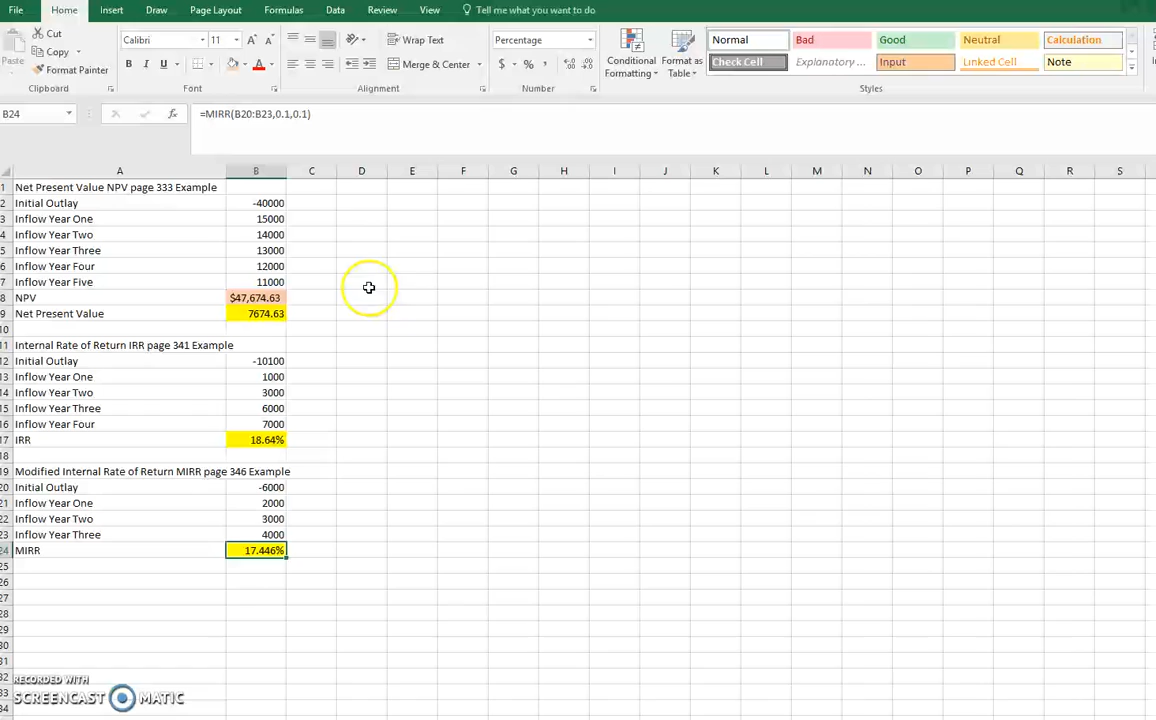 File Home Insert Draw Page Layout Formulas Data Review View Tell me what you want to do
Cut
Copy
Format Painter
Paste
Clipboard
Calibri 11 A A
B I U A
Font
Wrap Text
Merge & Center
Alignment
Percentage
$ % ,
Number
Conditional Formatting
Format as Table
Normal Bad Good Neutral Calculation
Check Cell Explanatory ... Input Linked Cell Note
Styles
B24 fx =MIRR(B20:B23,0.1,0.1)
A B C D E F G H I J K L M N O P Q R S
1 Net Present Value NPV page 333 Example
2 Initial Outlay -40000
3 Inflow Year One 15000
4 Inflow Year Two 14000
5 Inflow Year Three 13000
6 Inflow Year Four 12000
7 Inflow Year Five 11000
8 NPV $47,674.63
9 Net Present Value 7674.63
10
11 Internal Rate of Return IRR page 341 Example
12 Initial Outlay -10100
13 Inflow Year One 1000
14 Inflow Year Two 3000
15 Inflow Year Three 6000
16 Inflow Year Four 7000
17 IRR 18.64%
18
19 Modified Internal Rate of Return MIRR page 346 Example
20 Initial Outlay -6000
21 Inflow Year One 2000
22 Inflow Year Two 3000
23 Inflow Year Three 4000
24 MIRR 17.446%
25
26
27
28
29
30
31
32
33
34
RECORDED WITH
SCREENCAST MATIC